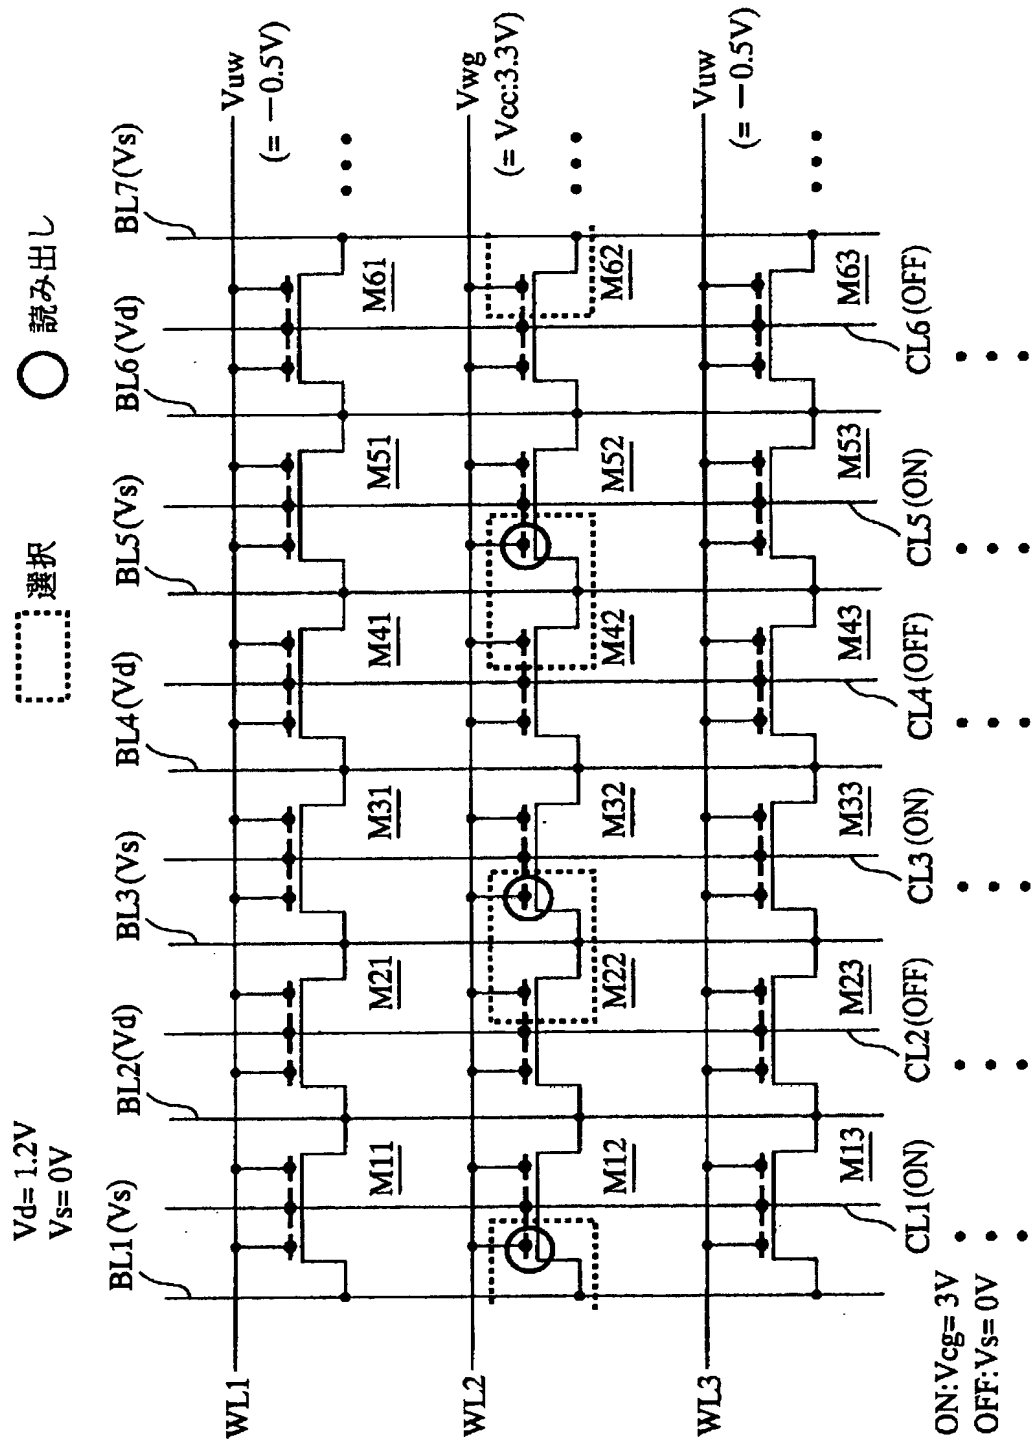 Vd= 1.2V
Vs= 0V
選択
読み出し
BL1(Vs)
BL2(Vd)
BL3(Vs)
BL4(Vd)
BL5(Vs)
BL6(Vd)
BL7(Vs)
WL1
Vuw
(= −0.5V)
M11
M21
M31
M41
M51
M61
WL2
Vwg
(= Vcc:3.3V)
M12
M22
M32
M42
M52
M62
WL3
Vuw
(= −0.5V)
M13
M23
M33
M43
M53
M63
CL1(ON)
CL2(OFF)
CL3(ON)
CL4(OFF)
CL5(ON)
CL6(OFF)
ON:Vcg= 3V
OFF:Vs= 0V